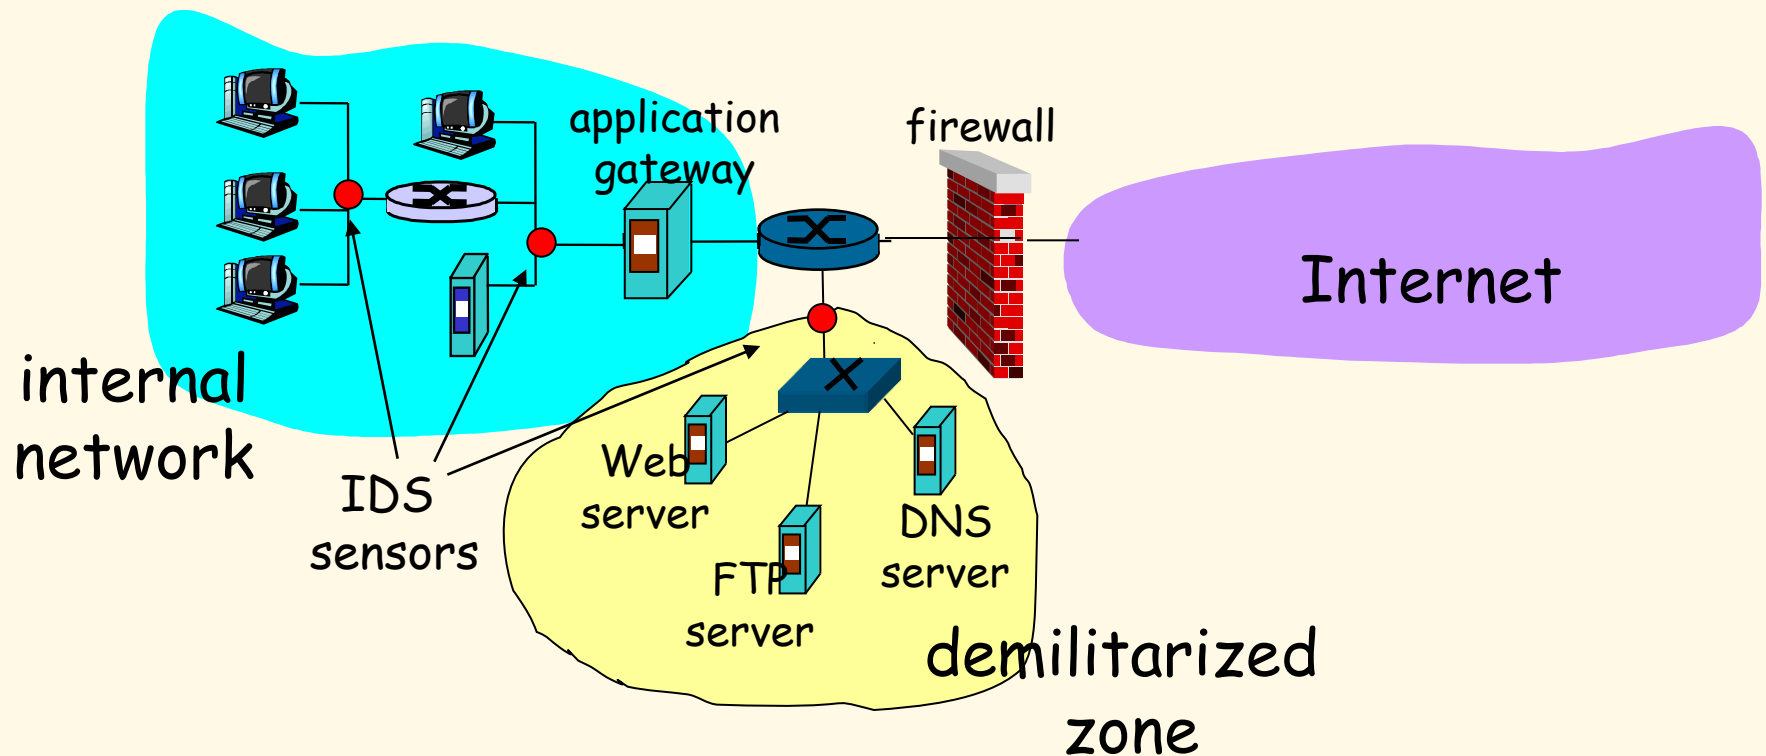 application
gateway
firewall
Internet
internal
network
IDS
sensors
Web
server
FTP
server
DNS
server
demilitarized
zone